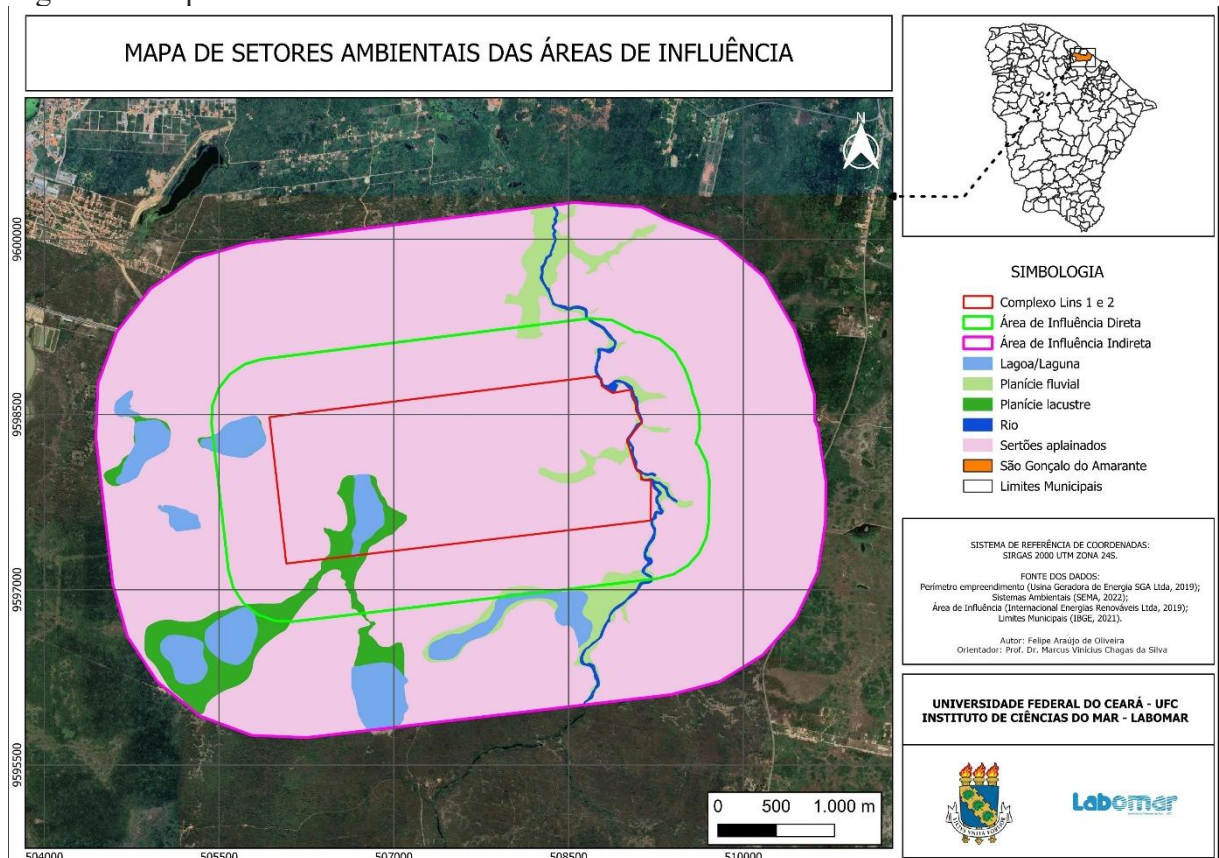 MAPA DE SETORES AMBIENTAIS DAS ÁREAS DE INFLUÊNCIA
N
9600000
9598500
9597000
9595500
504000
505500
507000
508500
510000
0 500 1.000 m
SIMBOLOGIA
Complexo Lins 1 e 2
Área de Influência Direta
Área de Influência Indireta
Lagoa/Laguna
Planície fluvial
Planície lacustre
Rio
Sertões aplainados
São Gonçalo do Amarante
Limites Municipais
SISTEMA DE REFERÊNCIA DE COORDENADAS:
SIRGAS 2000 UTM ZONA 24S.
FONTE DOS DADOS:
Perímetro empreendimento (Usina Geradora de Energia SGA Ltda, 2019);
Sistemas Ambientais (SEMA, 2022);
Área de Influência (Internacional Energias Renováveis Ltda, 2019);
Limites Municipais (IBGE, 2021).
Autor: Felipe Araújo de Oliveira
Orientador: Prof. Dr. Marcus Vinícius Chagas da Silva
UNIVERSIDADE FEDERAL DO CEARÁ - UFC
INSTITUTO DE CIÊNCIAS DO MAR - LABOMAR
Labomar